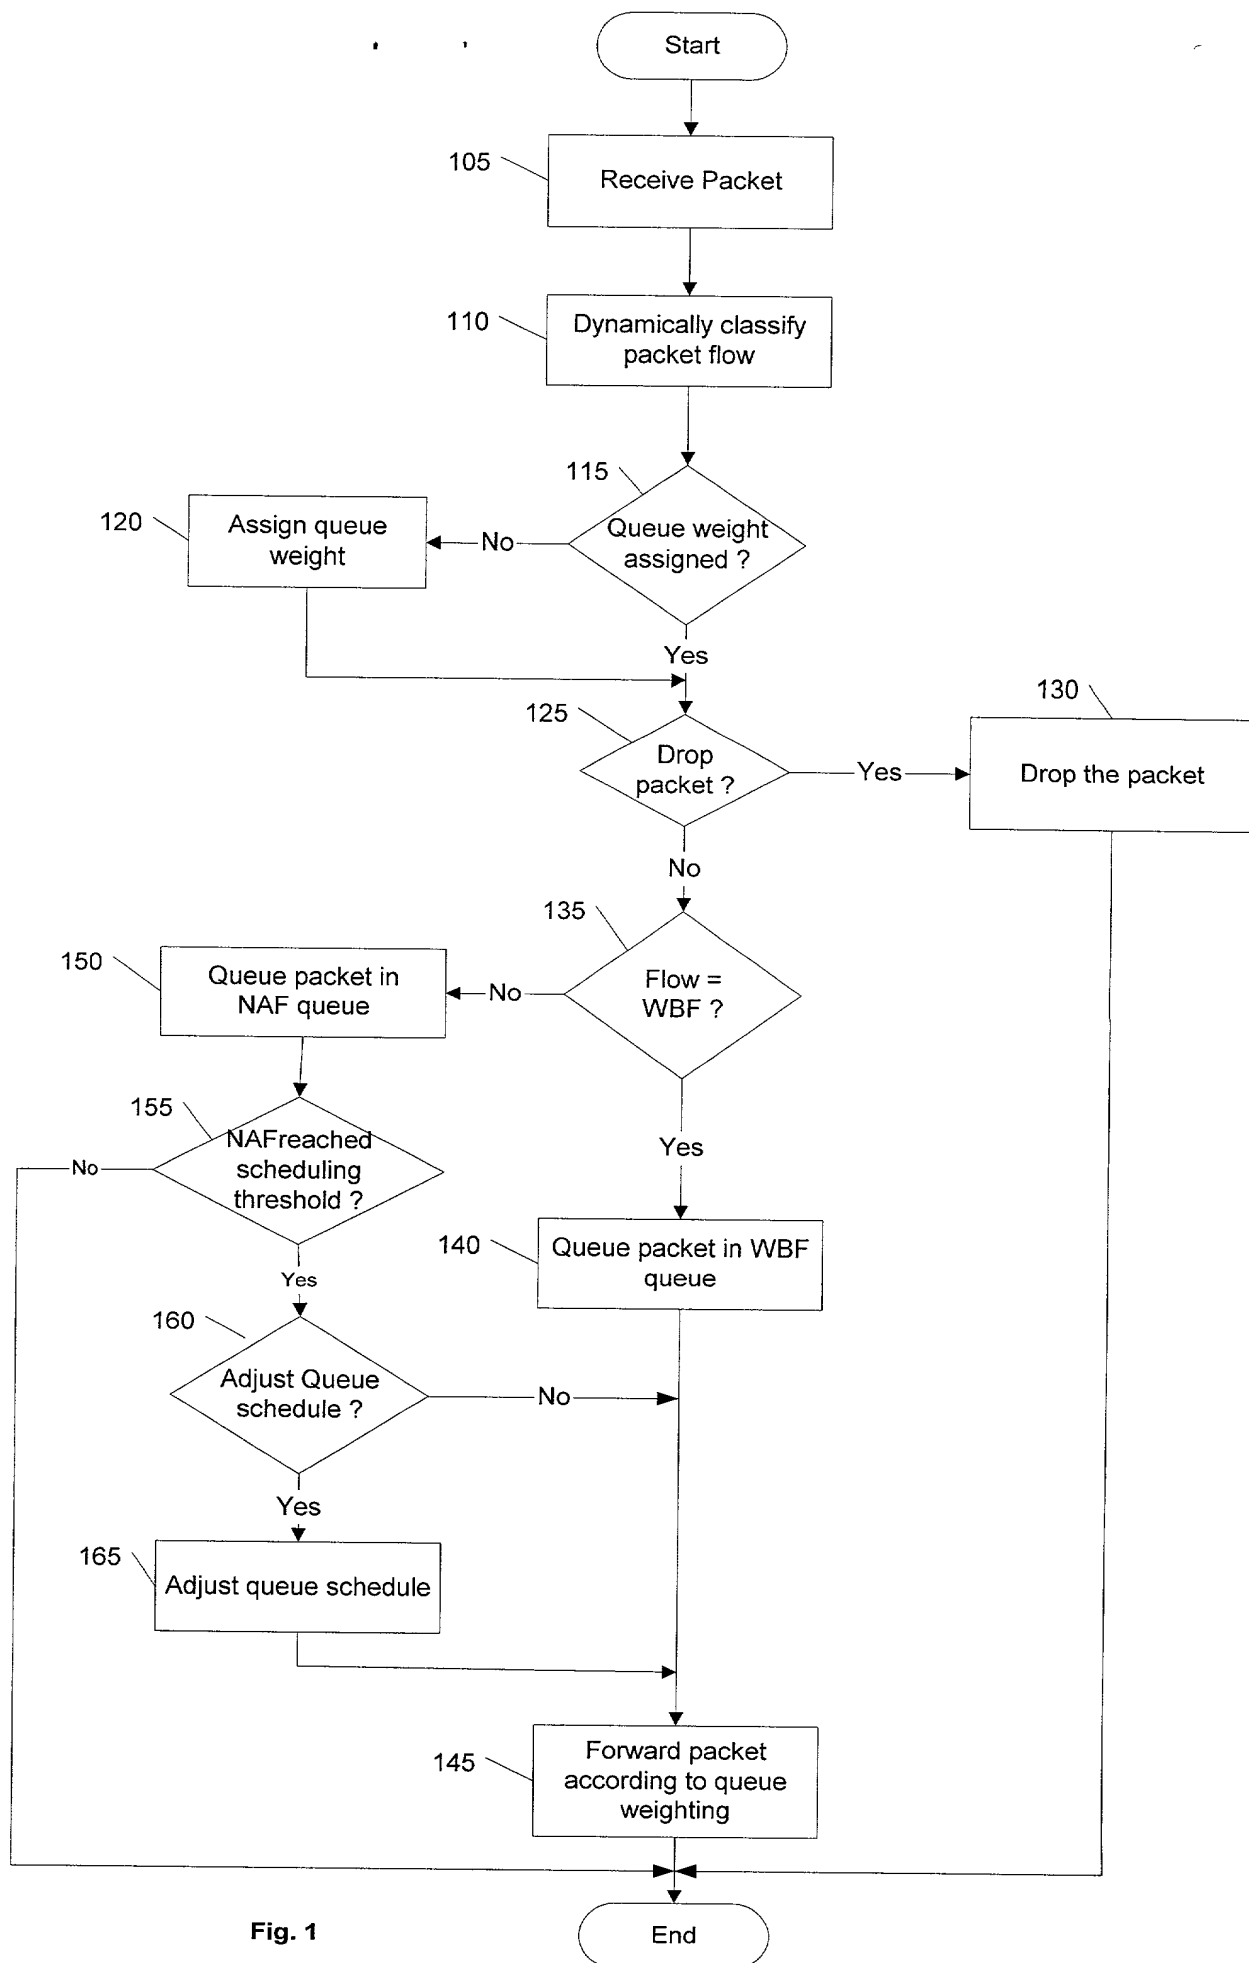 Start
105
Receive Packet
110
Dynamically classify
packet flow
115
120
Assign queue
weight
No
Queue weight
assigned ?
Yes
125
130
Drop
packet ?
Yes
Drop the packet
No
135
150
Queue packet in
NAF queue
No
Flow =
WBF ?
155
No
NAFreached
scheduling
threshold ?
Yes
140
Queue packet in WBF
queue
Yes
160
Adjust Queue
schedule ?
No
Yes
165
Adjust queue schedule
145
Forward packet
according to queue
weighting
Fig. 1
End